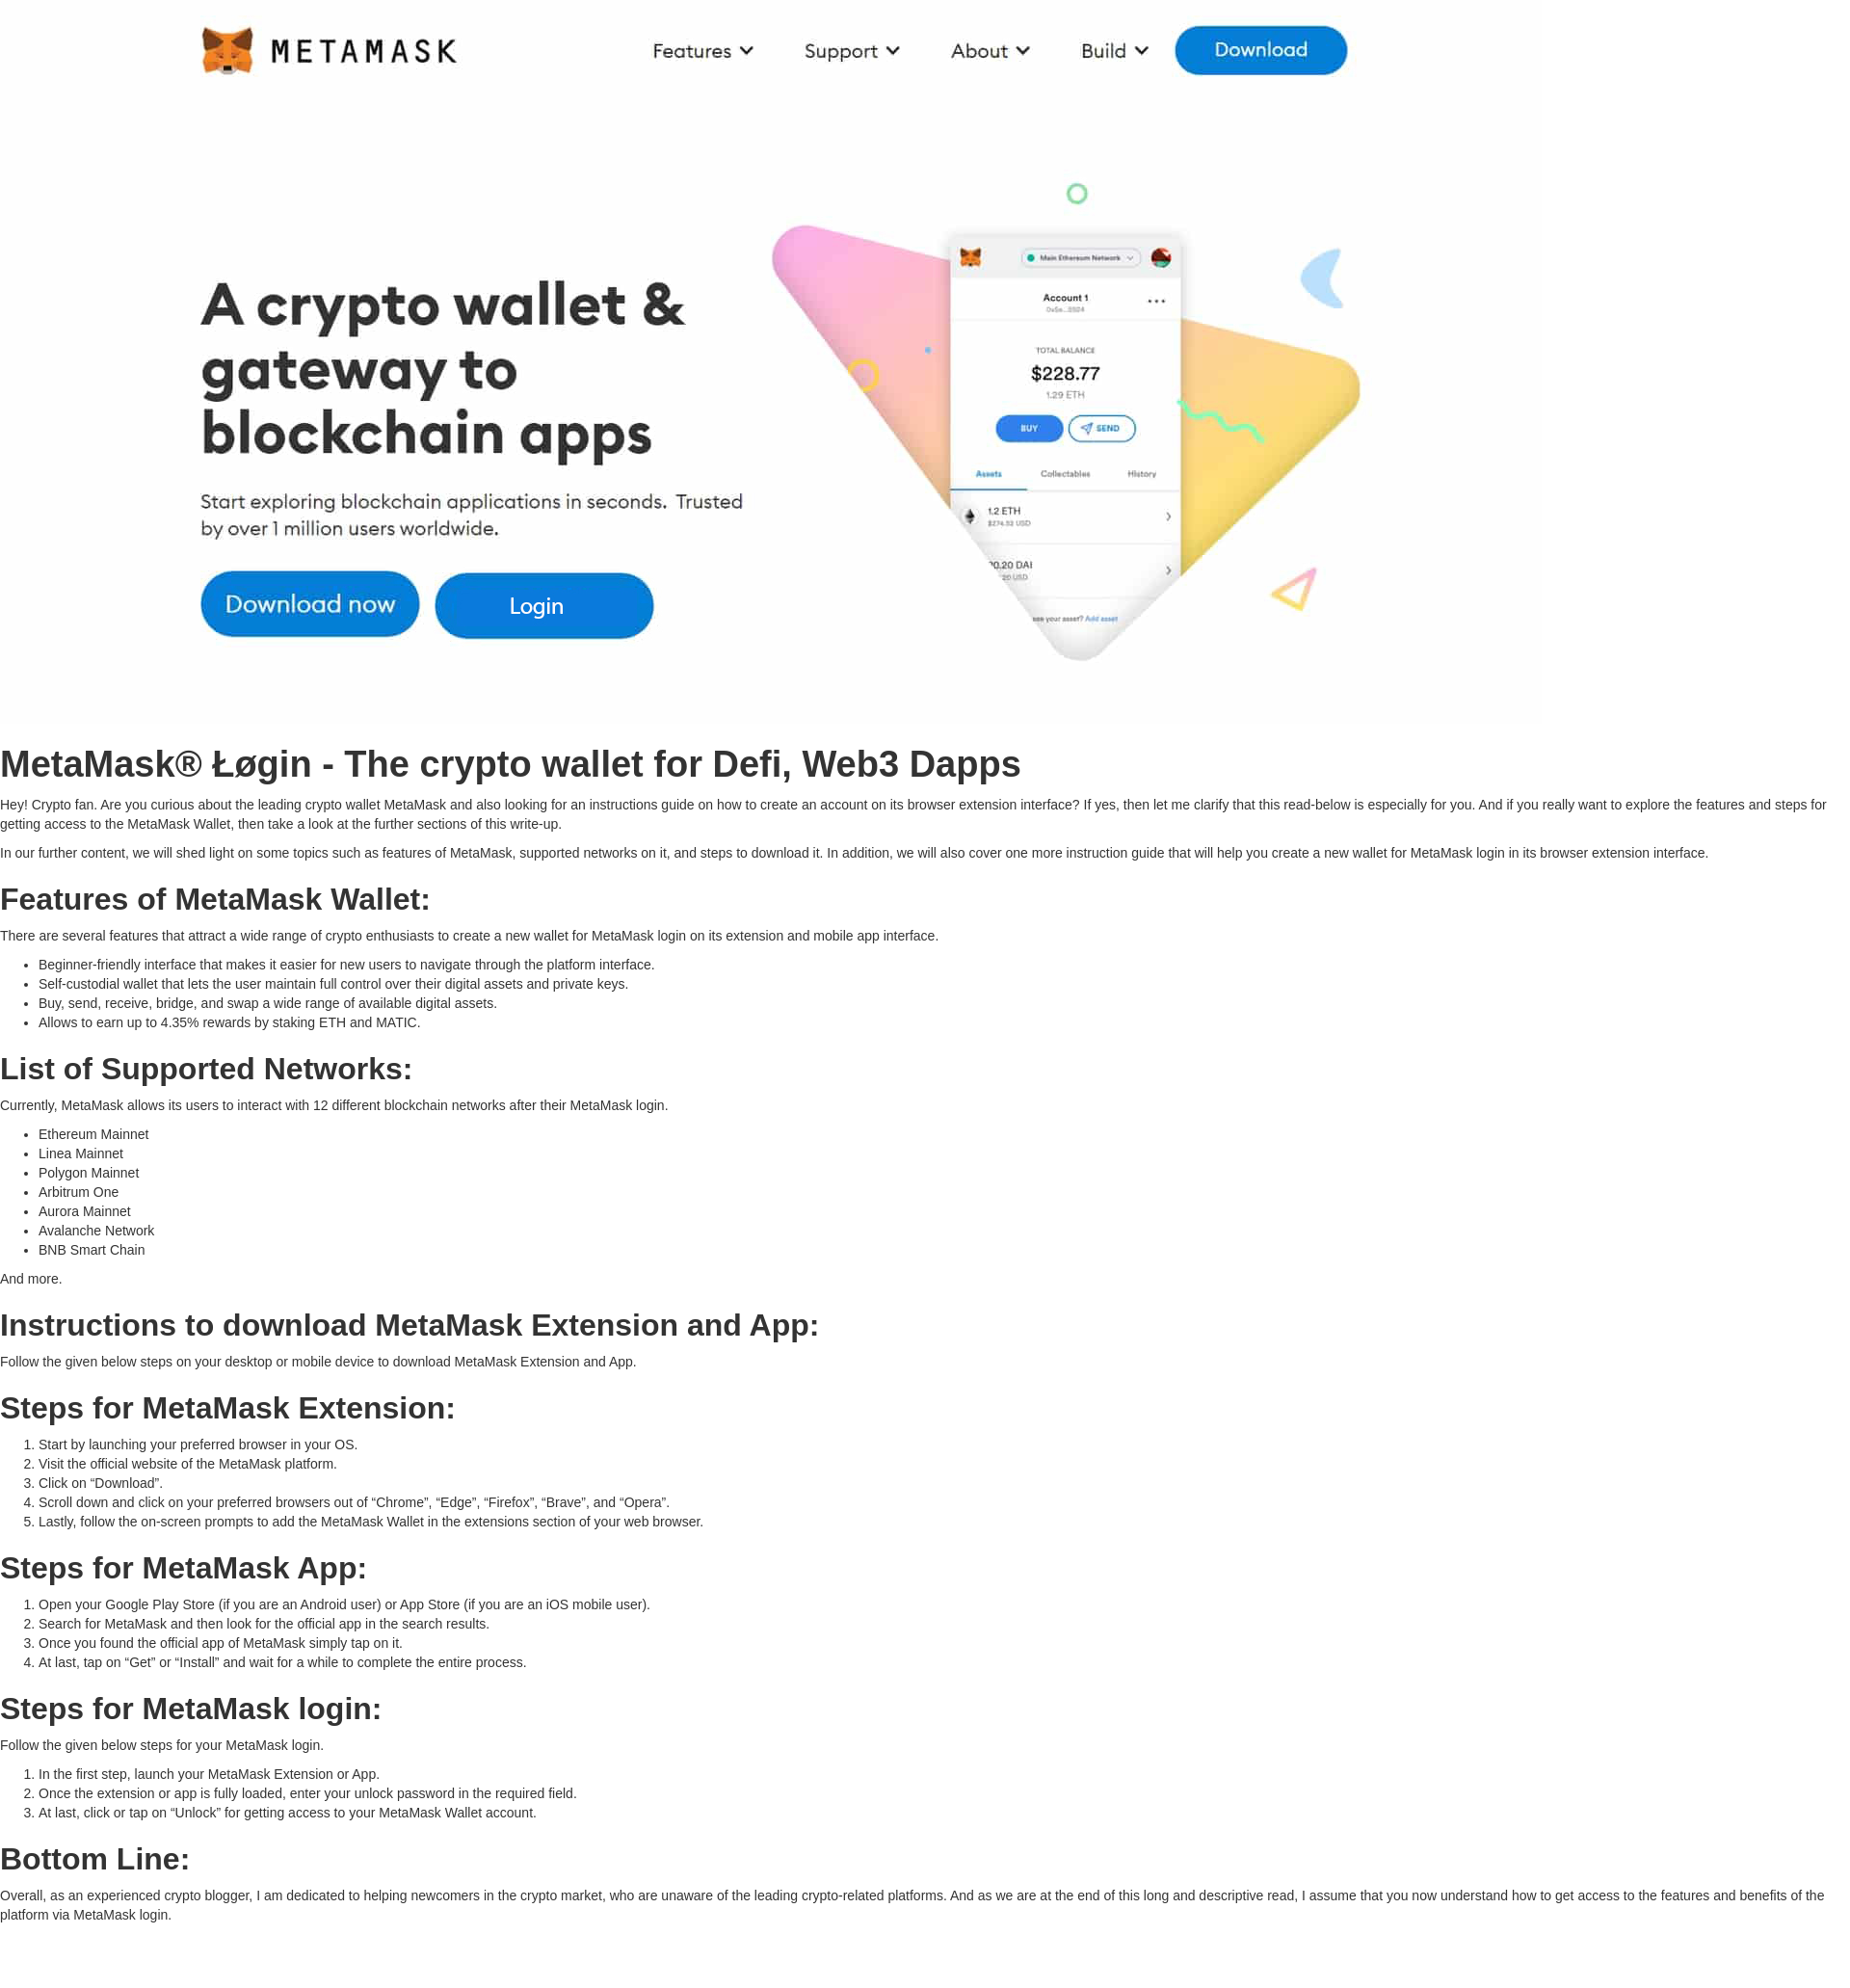 METAMASK
Features
Support
About
Build
Download
Main Ethereum Network
Account 1
TOTAL BALANCE
$228.77
1.29 ETH
BUY
SEND
Assets
Collectables
History
1.2 ETH
$274.92 USD
0.20 DAI
20 USD
see your asset? Add asset
A crypto wallet &
gateway to
blockchain apps
Start exploring blockchain applications in seconds. Trusted
by over 1 million users worldwide.
Download now
Login
MetaMask® Łøgin - The crypto wallet for Defi, Web3 Dapps
Hey! Crypto fan. Are you curious about the leading crypto wallet MetaMask and also looking for an instructions guide on how to create an account on its browser extension interface? If yes, then let me clarify that this read-below is especially for you. And if you really want to explore the features and steps for
getting access to the MetaMask Wallet, then take a look at the further sections of this write-up.
In our further content, we will shed light on some topics such as features of MetaMask, supported networks on it, and steps to download it. In addition, we will also cover one more instruction guide that will help you create a new wallet for MetaMask login in its browser extension interface.
Features of MetaMask Wallet:
There are several features that attract a wide range of crypto enthusiasts to create a new wallet for MetaMask login on its extension and mobile app interface.
• Beginner-friendly interface that makes it easier for new users to navigate through the platform interface.
• Self-custodial wallet that lets the user maintain full control over their digital assets and private keys.
• Buy, send, receive, bridge, and swap a wide range of available digital assets.
• Allows to earn up to 4.35% rewards by staking ETH and MATIC.
List of Supported Networks:
Currently, MetaMask allows its users to interact with 12 different blockchain networks after their MetaMask login.
• Ethereum Mainnet
• Linea Mainnet
• Polygon Mainnet
• Arbitrum One
• Aurora Mainnet
• Avalanche Network
• BNB Smart Chain
And more.
Instructions to download MetaMask Extension and App:
Follow the given below steps on your desktop or mobile device to download MetaMask Extension and App.
Steps for MetaMask Extension:
1. Start by launching your preferred browser in your OS.
2. Visit the official website of the MetaMask platform.
3. Click on “Download”.
4. Scroll down and click on your preferred browsers out of “Chrome”, “Edge”, “Firefox”, “Brave”, and “Opera”.
5. Lastly, follow the on-screen prompts to add the MetaMask Wallet in the extensions section of your web browser.
Steps for MetaMask App:
1. Open your Google Play Store (if you are an Android user) or App Store (if you are an iOS mobile user).
2. Search for MetaMask and then look for the official app in the search results.
3. Once you found the official app of MetaMask simply tap on it.
4. At last, tap on “Get” or “Install” and wait for a while to complete the entire process.
Steps for MetaMask login:
Follow the given below steps for your MetaMask login.
1. In the first step, launch your MetaMask Extension or App.
2. Once the extension or app is fully loaded, enter your unlock password in the required field.
3. At last, click or tap on “Unlock” for getting access to your MetaMask Wallet account.
Bottom Line:
Overall, as an experienced crypto blogger, I am dedicated to helping newcomers in the crypto market, who are unaware of the leading crypto-related platforms. And as we are at the end of this long and descriptive read, I assume that you now understand how to get access to the features and benefits of the
platform via MetaMask login.